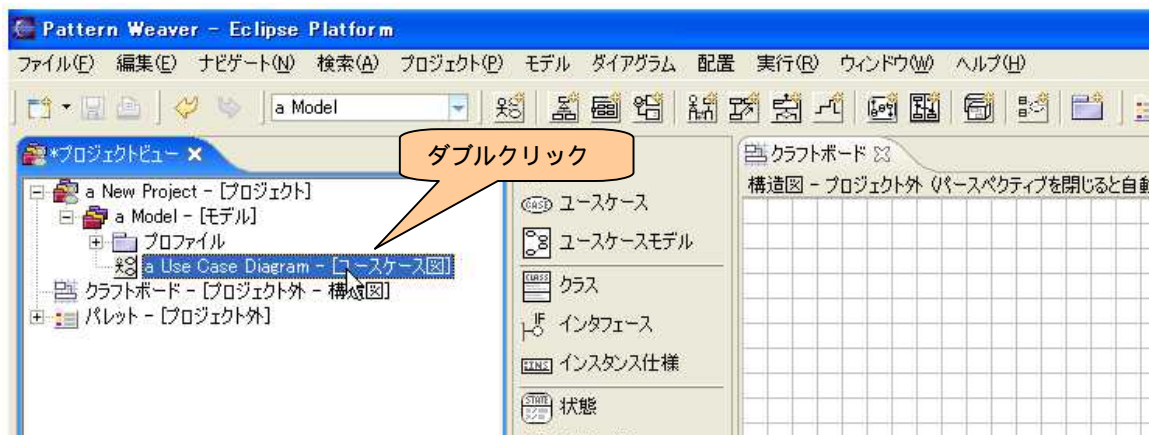 Pattern Weaver - Eclipse Platform
ファイル(F) 編集(E) ナビゲート(N) 検索(A) プロジェクト(P) モデル ダイアグラム 配置 実行(R) ウィンドウ(W) ヘルプ(H)
a Model
*プロジェクトビュー
ダブルクリック
クラフトボード
a New Project - [プロジェクト]
a Model - [モデル]
プロファイル
a Use Case Diagram - [ユースケース図]
クラフトボード - [プロジェクト外 - 構造図]
パレット - [プロジェクト外]
CASE ユースケース
ユースケースモデル
CLASS クラス
IF インタフェース
:INS インスタンス仕様
STATE 状態
構造図 - プロジェクト外 (パースペクティブを閉じると自動